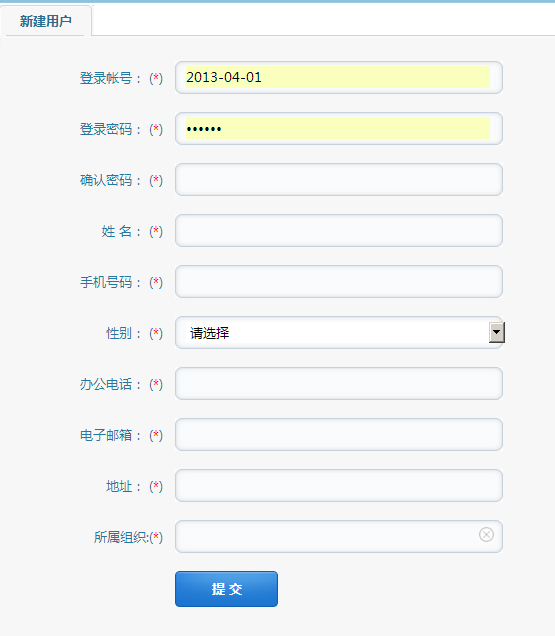 新建用户
登录帐号： (*) 2013-04-01
登录密码： (*) ••••••
确认密码： (*)
姓 名： (*)
手机号码： (*)
性别： (*) 请选择
办公电话： (*)
电子邮箱： (*)
地址： (*)
所属组织:(*)
提 交